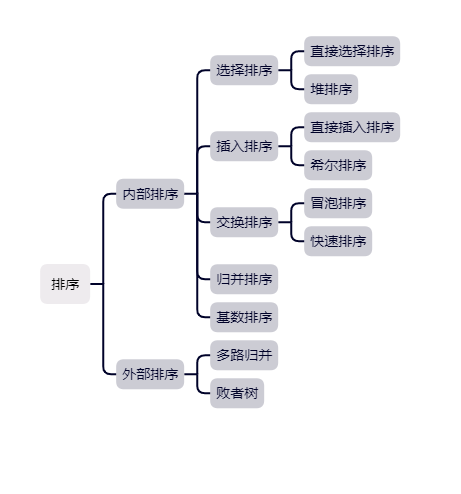 排序
内部排序
选择排序
直接选择排序
堆排序
插入排序
直接插入排序
希尔排序
交换排序
冒泡排序
快速排序
归并排序
基数排序
外部排序
多路归并
败者树